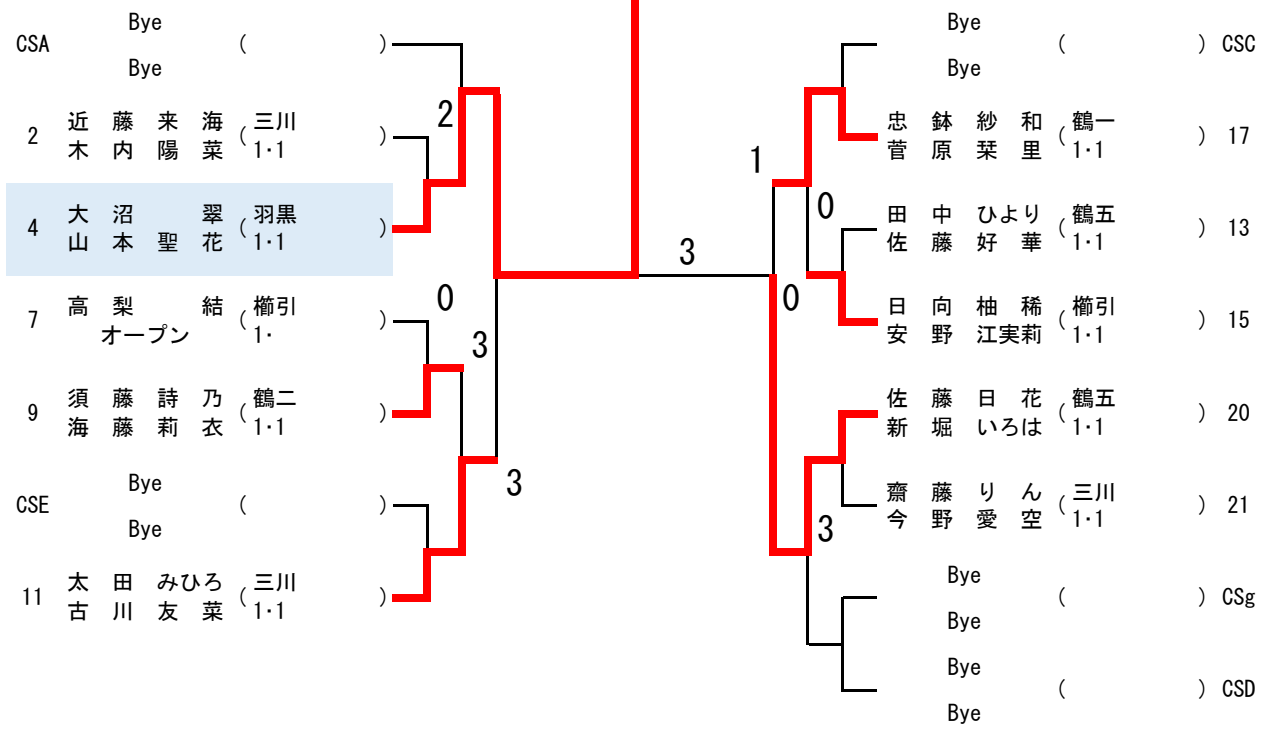 Bye
CSA ( )
Bye
2 近 藤 来 海 ( 三川
木 内 陽 菜 1・1 )
4 大 沼 翠 ( 羽黒
山 本 聖 花 1・1 )
7 高 梨 結 ( 櫛引
オープン 1・ )
9 須 藤 詩 乃 ( 鶴二
海 藤 莉 衣 1・1 )
Bye
CSE ( )
Bye
11 太 田 みひろ ( 三川
古 川 友 菜 1・1 )
2
0
3
3
3
1
0
0
3
Bye
( ) CSC
Bye
忠 鉢 紗 和 ( 鶴一
菅 原 栞 里 1・1 ) 17
田 中 ひより ( 鶴五
佐 藤 好 華 1・1 ) 13
日 向 柚 稀 ( 櫛引
安 野 江実莉 1・1 ) 15
佐 藤 日 花 ( 鶴五
新 堀 いろは 1・1 ) 20
齋 藤 り ん ( 三川
今 野 愛 空 1・1 ) 21
Bye
( ) CSg
Bye
Bye
( ) CSD
Bye